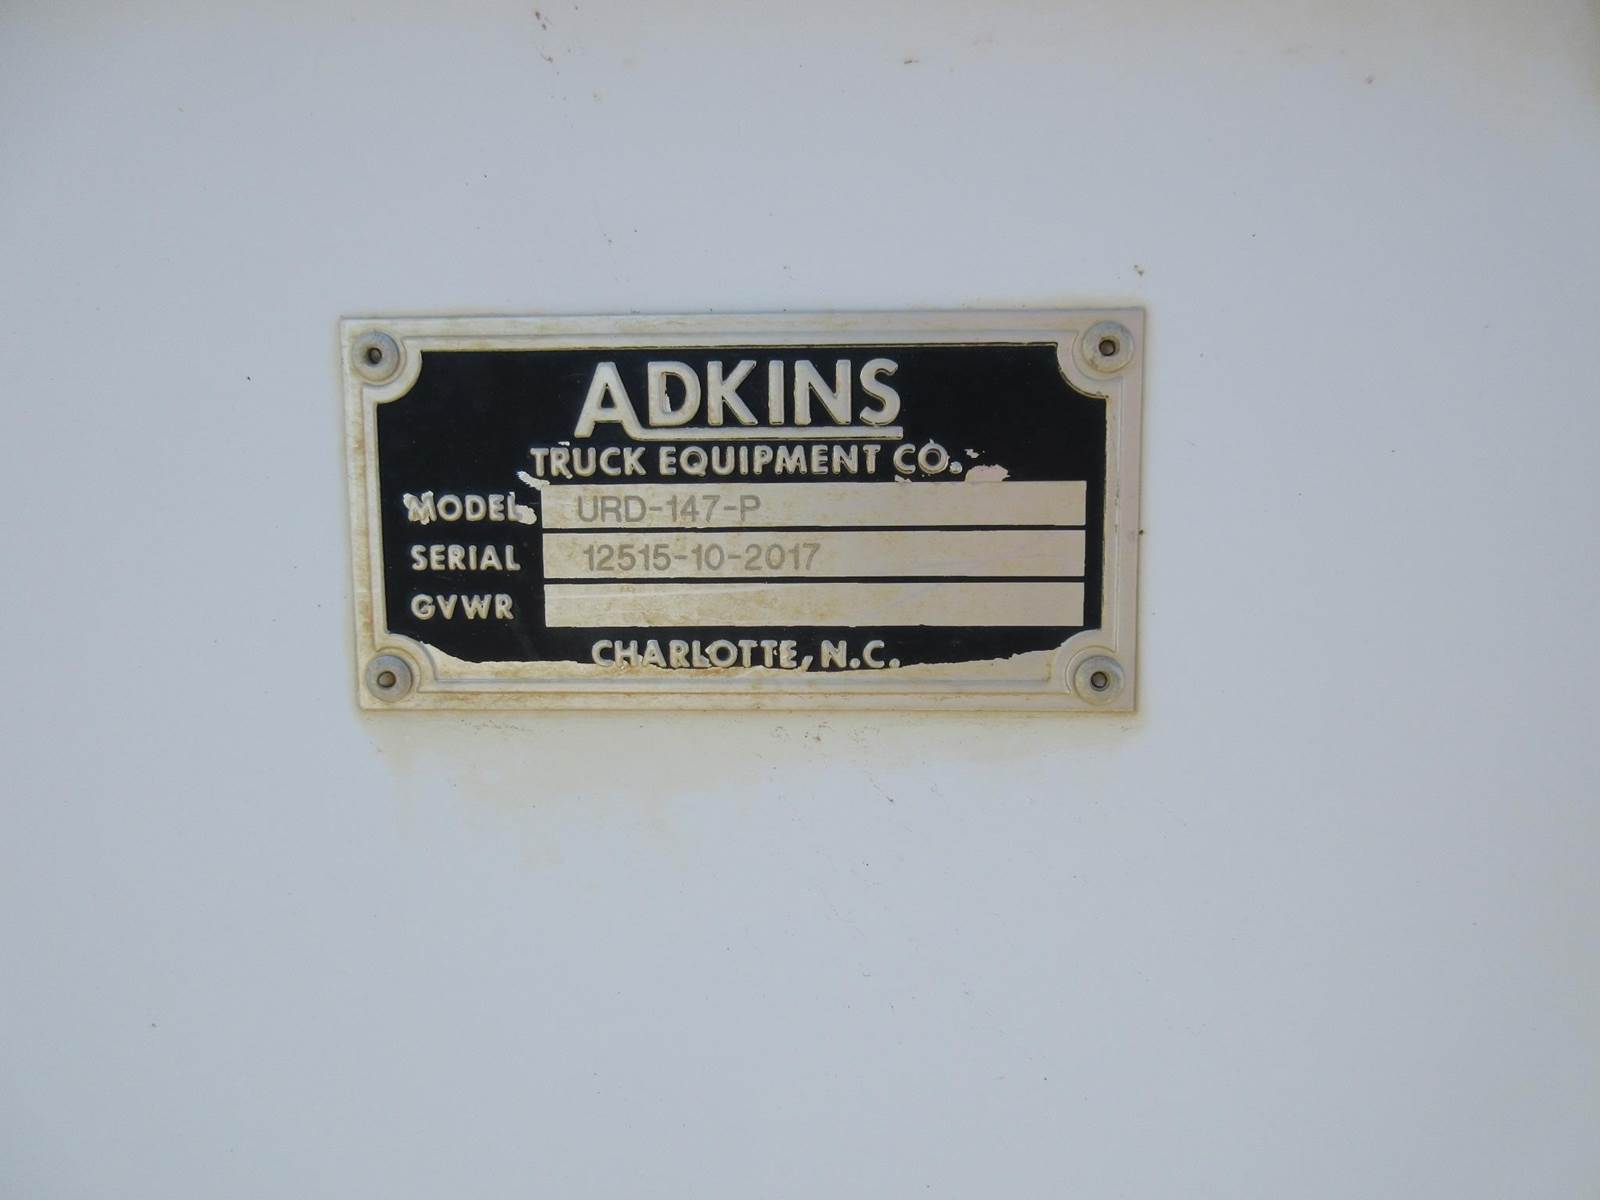 ADKINS
TRUCK EQUIPMENT CO.
MODEL URD-147-P
SERIAL 12515-10-2017
GVWR
CHARLOTTE, N.C.